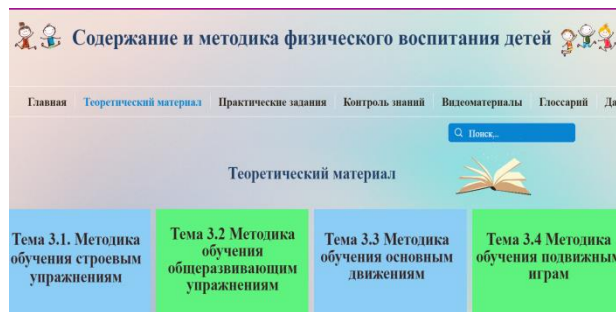 Содержание и методика физического воспитания детей
Главная Теоретический материал Практические задания Контроль знаний Видеоматериалы Глоссарий
Поиск...
Теоретический материал
Тема 3.1. Методика
обучения строевым
упражнениям
Тема 3.2 Методика
обучения
общеразвивающим
упражнениям
Тема 3.3 Методика
обучения основным
движениям
Тема 3.4 Методика
обучения подвижным
играм